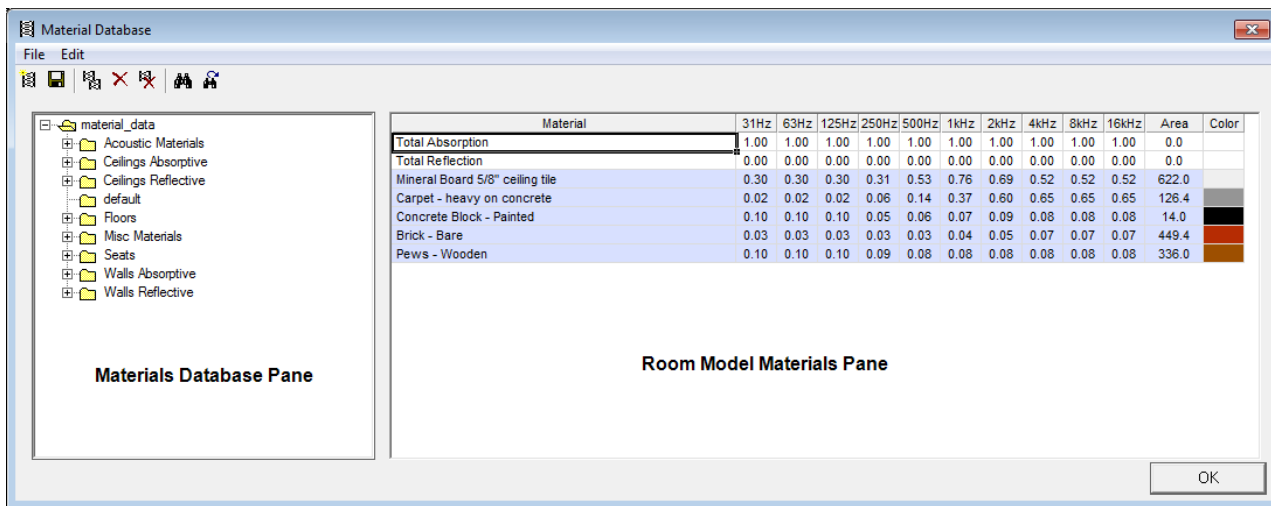 Material Database
File Edit
material_data
Acoustic Materials
Ceilings Absorptive
Ceilings Reflective
default
Floors
Misc Materials
Seats
Walls Absorptive
Walls Reflective
Materials Database Pane
Material 31Hz 63Hz 125Hz 250Hz 500Hz 1kHz 2kHz 4kHz 8kHz 16kHz Area Color
Total Absorption 1.00 1.00 1.00 1.00 1.00 1.00 1.00 1.00 1.00 1.00 0.0
Total Reflection 0.00 0.00 0.00 0.00 0.00 0.00 0.00 0.00 0.00 0.00 0.0
Mineral Board 5/8" ceiling tile 0.30 0.30 0.30 0.31 0.53 0.76 0.69 0.52 0.52 0.52 622.0
Carpet - heavy on concrete 0.02 0.02 0.02 0.06 0.14 0.37 0.60 0.65 0.65 0.65 126.4
Concrete Block - Painted 0.10 0.10 0.10 0.05 0.06 0.07 0.09 0.08 0.08 0.08 14.0
Brick - Bare 0.03 0.03 0.03 0.03 0.03 0.04 0.05 0.07 0.07 0.07 449.4
Pews - Wooden 0.10 0.10 0.10 0.09 0.08 0.08 0.08 0.08 0.08 0.08 336.0
Room Model Materials Pane
OK